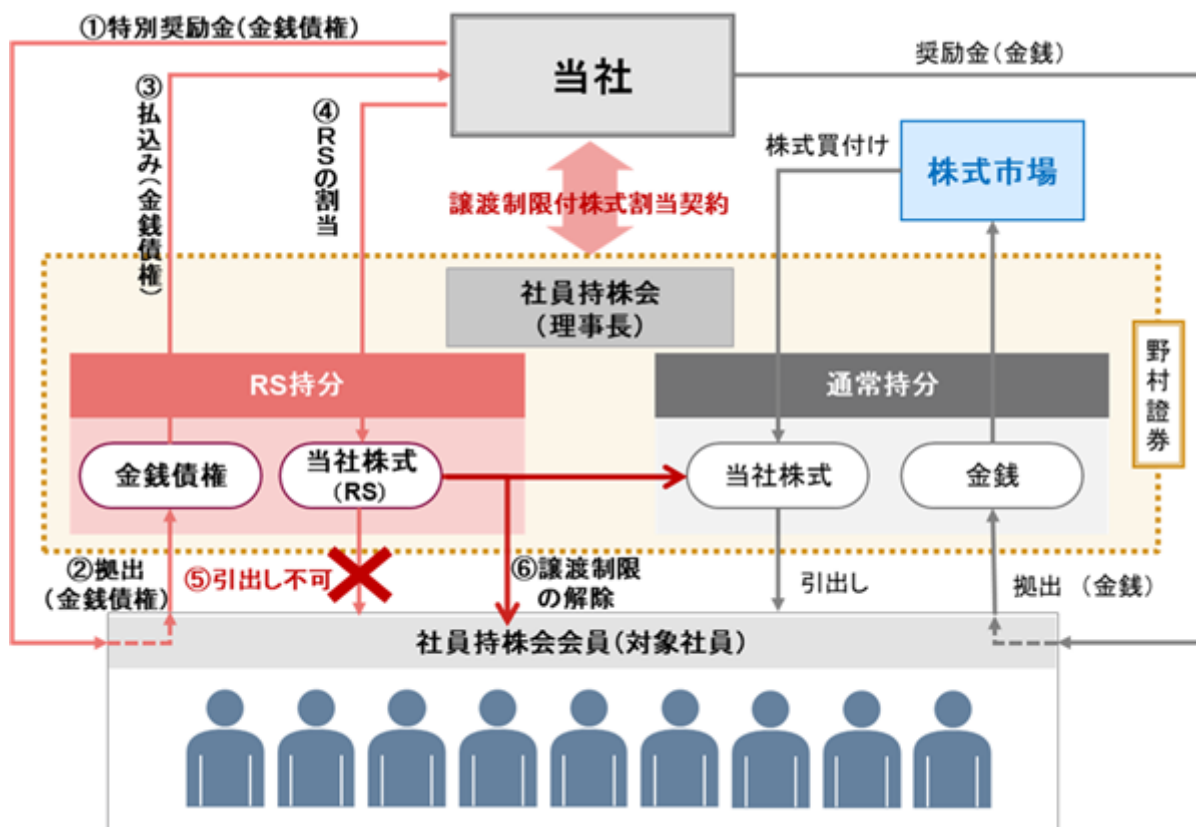 ①特別奨励金(金銭債権)
当社
奨励金(金銭)
③払込み(金銭債権)
④RSの割当
株式買付け
株式市場
譲渡制限付株式割当契約
社員持株会
(理事長)
野村證券
RS持分
通常持分
金銭債権
当社株式
(RS)
当社株式
金銭
②拠出
(金銭債権)
⑤引出し不可
⑥譲渡制限
の解除
引出し
拠出 (金銭)
社員持株会会員(対象社員)